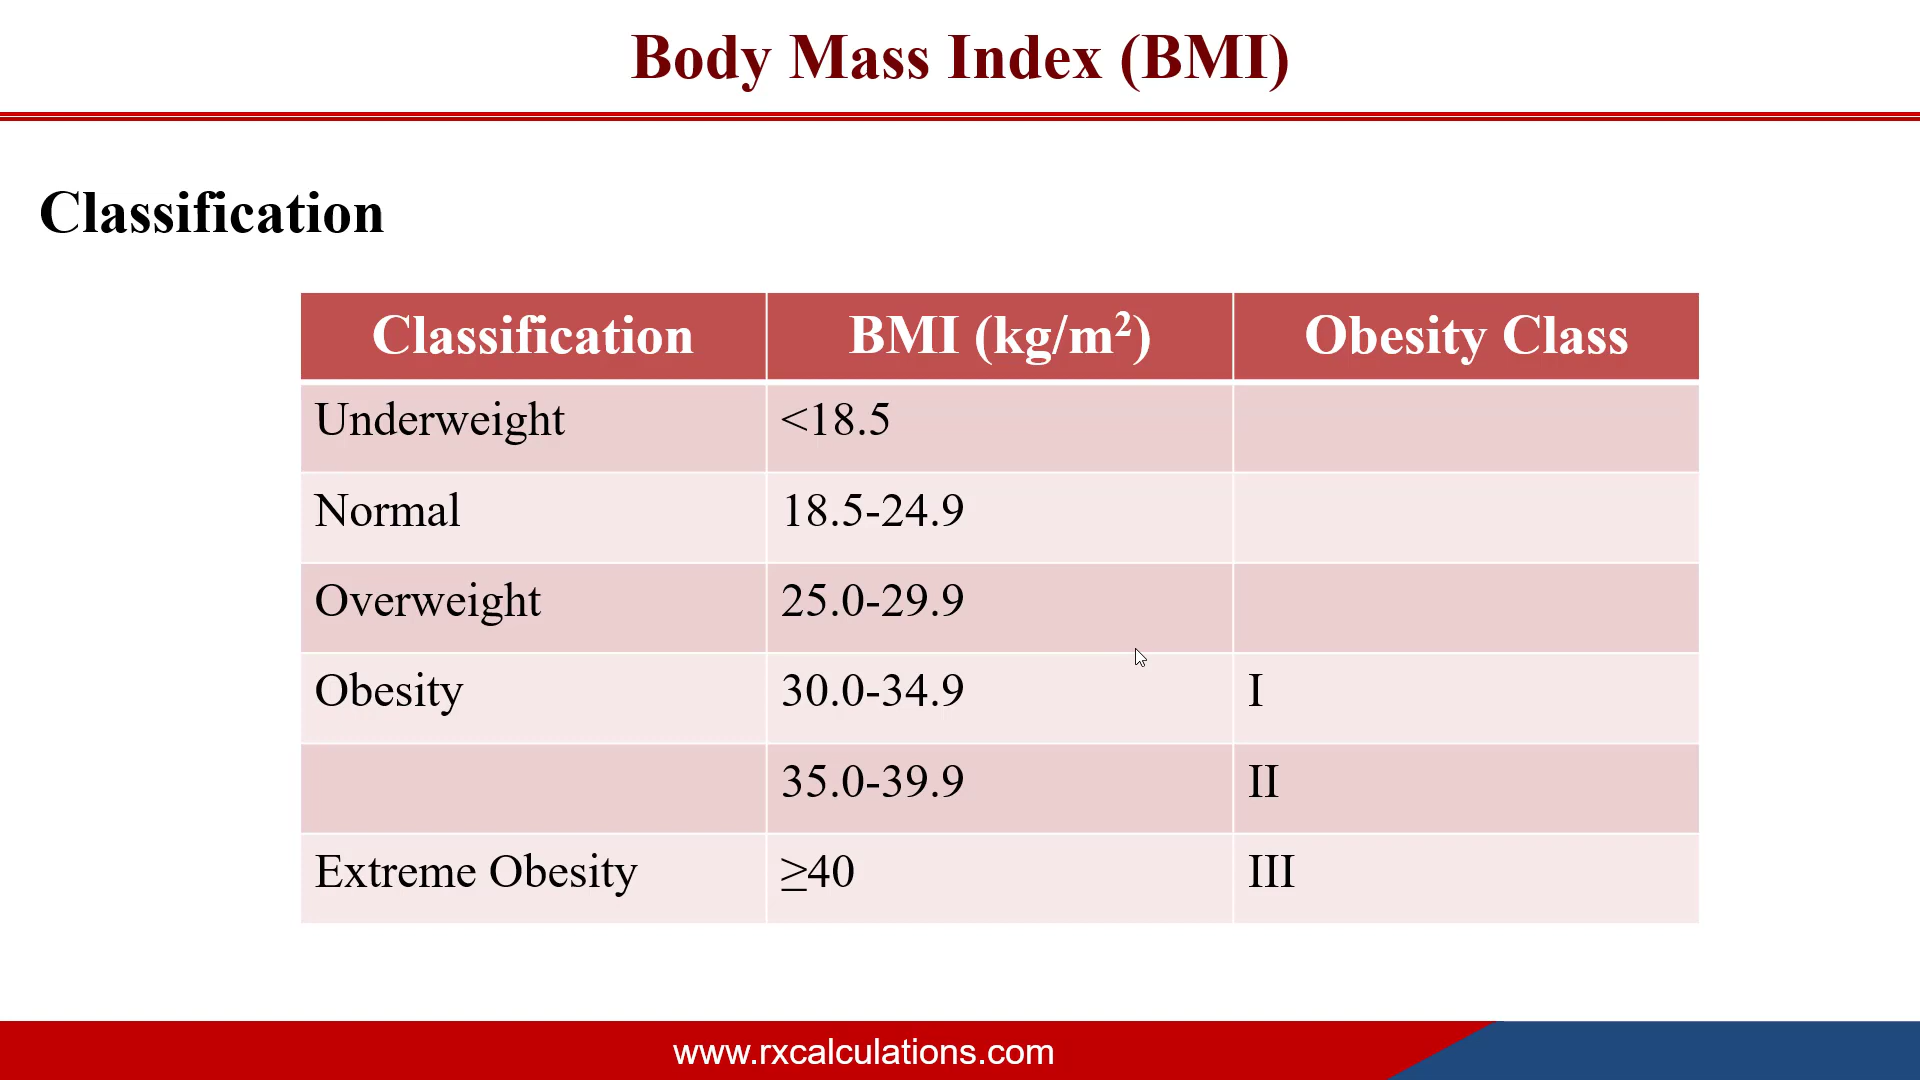 Body Mass Index (BMI)
Classification
Classification BMI (kg/m²) Obesity Class
Underweight <18.5
Normal 18.5-24.9
Overweight 25.0-29.9
Obesity 30.0-34.9 I
35.0-39.9 II
Extreme Obesity ≥40 III
www.rxcalculations.com